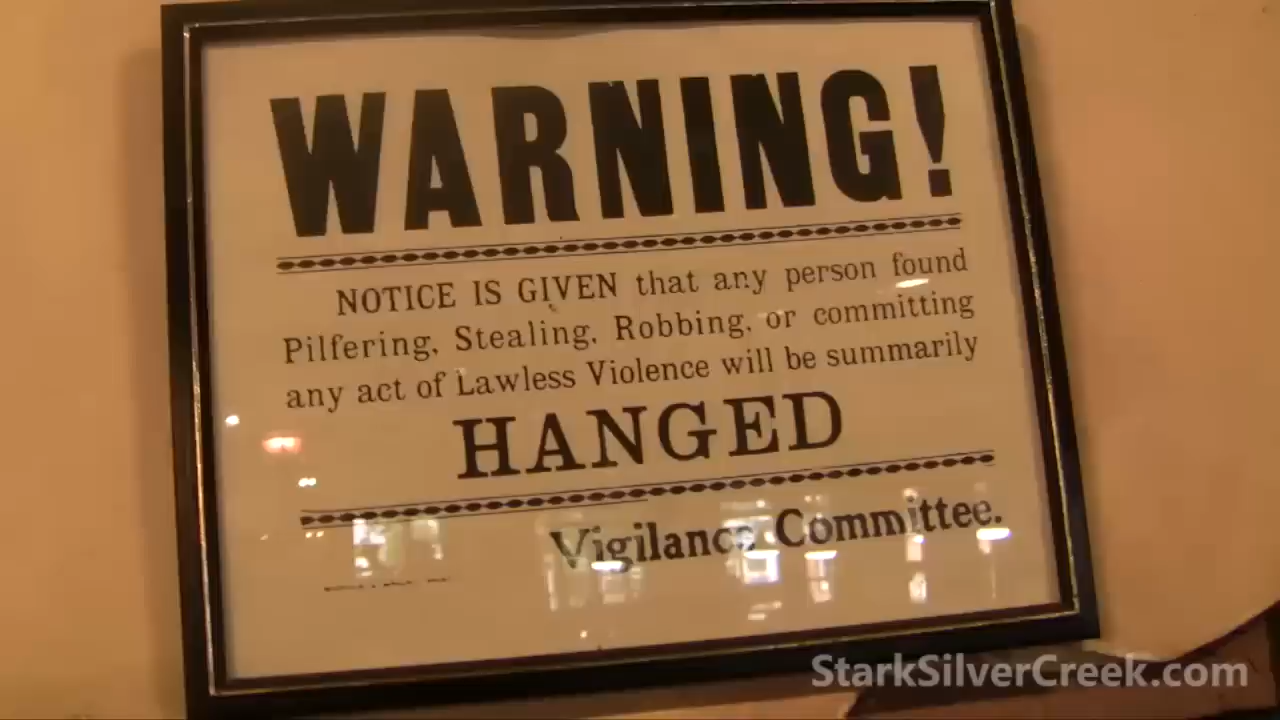 WARNING!
NOTICE IS GIVEN that any person found
Pilfering, Stealing, Robbing, or committing
any act of Lawless Violence will be summarily
HANGED
Vigilance Committee.
StarkSilverCreek.com